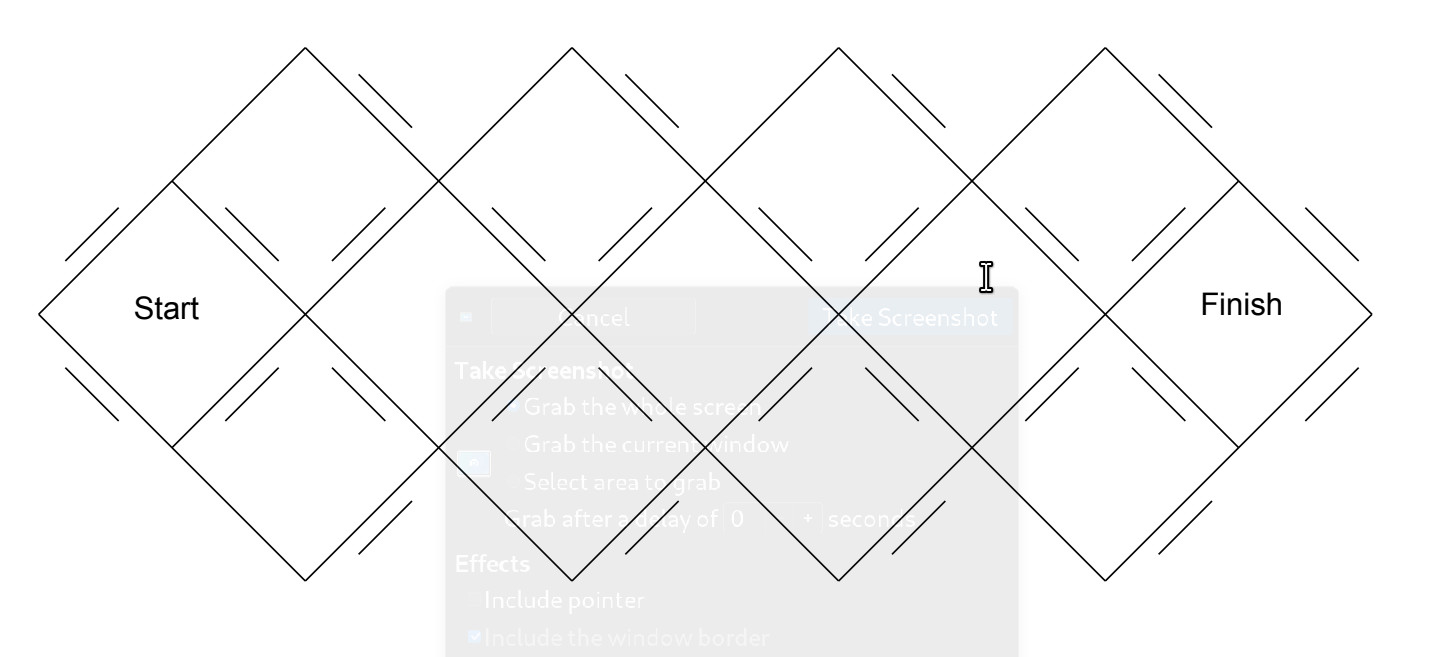 Start
Finish
Cancel
Take Screenshot
Take Screenshot
Grab the whole screen
Grab the current window
Select area to grab
Grab after a delay of 0 + seconds
Effects
Include pointer
Include the window border